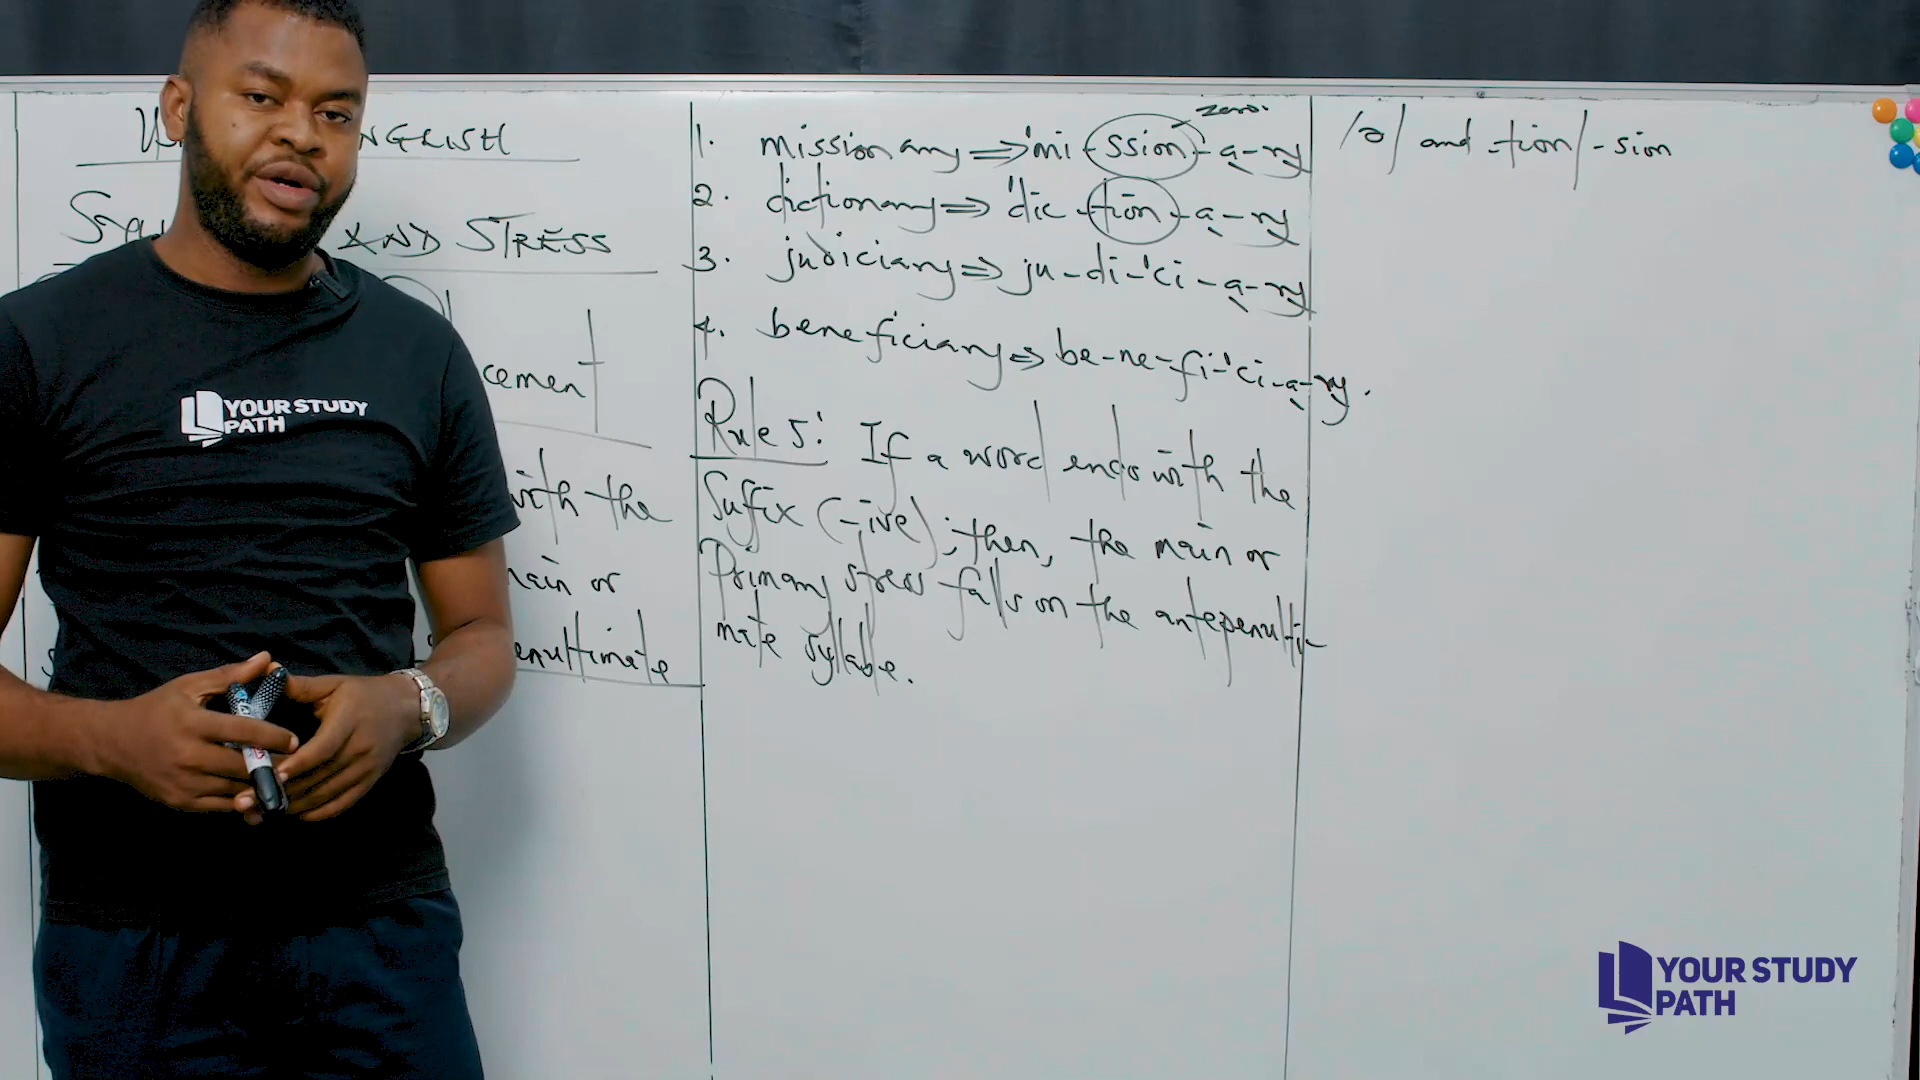 NGLISH
AND STRESS
cement
with the
main or
enultimate
1. missionary ⇒ 'mi-ssion-a-ry
zero.
2. dictionary ⇒ 'dic-tion-a-ry
3. judiciary ⇒ ju-di-'ci-a-ry
4. beneficiary ⇒ be-ne-fi-'ci-a-ry.
Rule 5: If a word ends with the
Suffix (-ive); then, the main or
Primary stress falls on the antepenulti-
mate syllable.
/ə/ and -tion/-sion
YOUR STUDY
PATH
YOUR STUDY
PATH